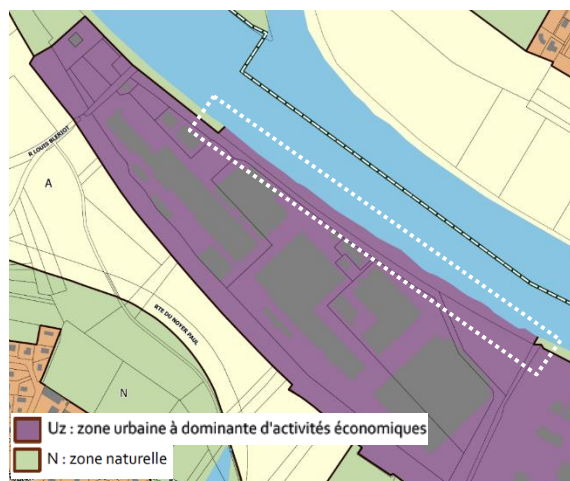 R. LOUIS BLERIOT
A
RTE DU NOYER PAUL
N
Uz : zone urbaine à dominante d'activités économiques
N : zone naturelle